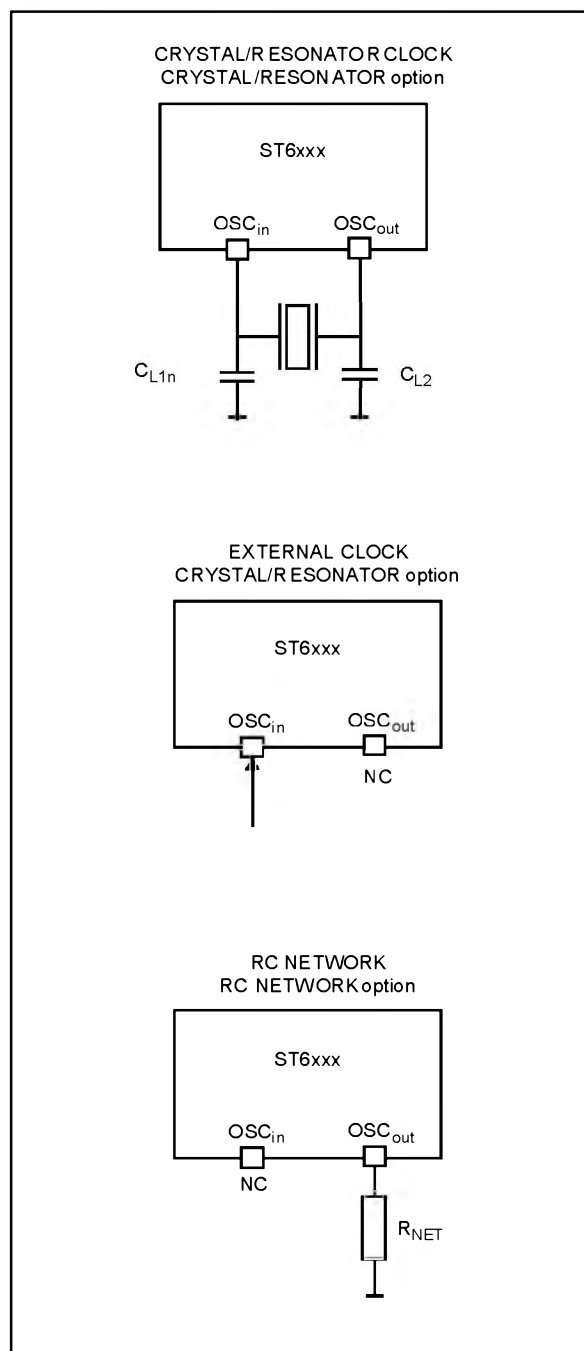 CRYSTAL/RESONATOR CLOCK
CRYSTAL/RESONATOR option
ST6xxx
OSCin OSCout
CL1n CL2
EXTERNAL CLOCK
CRYSTAL/RESONATOR option
ST6xxx
OSCin OSCout
NC
RC NETWORK
RC NETWORK option
ST6xxx
OSCin OSCout
NC
RNET